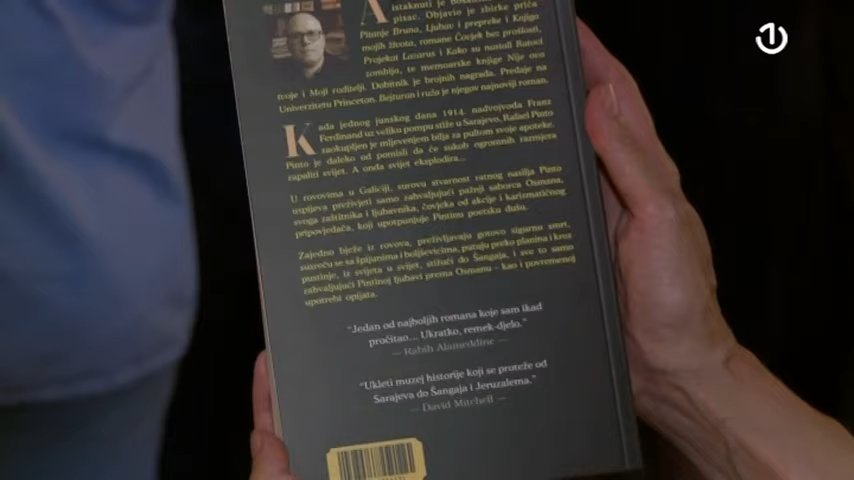 A
istaknuti je
pisac. Objavio je zbirke priča
Pitanje Bruna, Ljubav i prepreke i Knjiga
mojih života, romane Čovjek bez prošlosti,
Projekat Lazarus i Kako su nastali Ratovi
zombija, te memoarske knjige Nije ovo
tvoje i Moji roditelji. Dobitnik je brojnih nagrada. Predaje na
Univerzitetu Princeton. Bejturan i ruža je njegov najnoviji roman.
Kada jednog junskog dana 1914. nadvojvoda Franz
Ferdinand uz veliku pompu stiže u Sarajevo, Rafael Pinto
zaokupljen je mljevenjem bilja za pultom svoje apoteke.
Pinto je daleko od pomisli da će sukob ogromnih razmjera
zapaliti svijet. A onda svijet eksplodira...
U rovovima u Galiciji, surovu stvarnost ratnog nasilja Pinto
uspijeva preživjeti samo zahvaljujući pažnji saborca Osmana,
svoga zaštitnika i ljubavnika, čovjeka od akcije i karizmatičnog
pripovjedača, koji upotpunjuje Pintinu poetsku dušu.
Zajedno bježe iz rovova, preživljavaju gotovo sigurnu smrt,
susreću se sa špijunima i boljševicima, putuju preko planina i kroz
pustinje, iz svijeta u svijet, stižući do Šangaja, i sve to samo
zahvaljujući Pintinoj ljubavi prema Osmanu – kao i povremenoj
upotrebi opijata.
"Jedan od najboljih romana koje sam ikad
pročitao... Ukratko, remek-djelo."
— Rabih Alameddine —
"Ukleti muzej historije koji se proteže od
Sarajeva do Šangaja i Jeruzalema."
— David Mitchell —